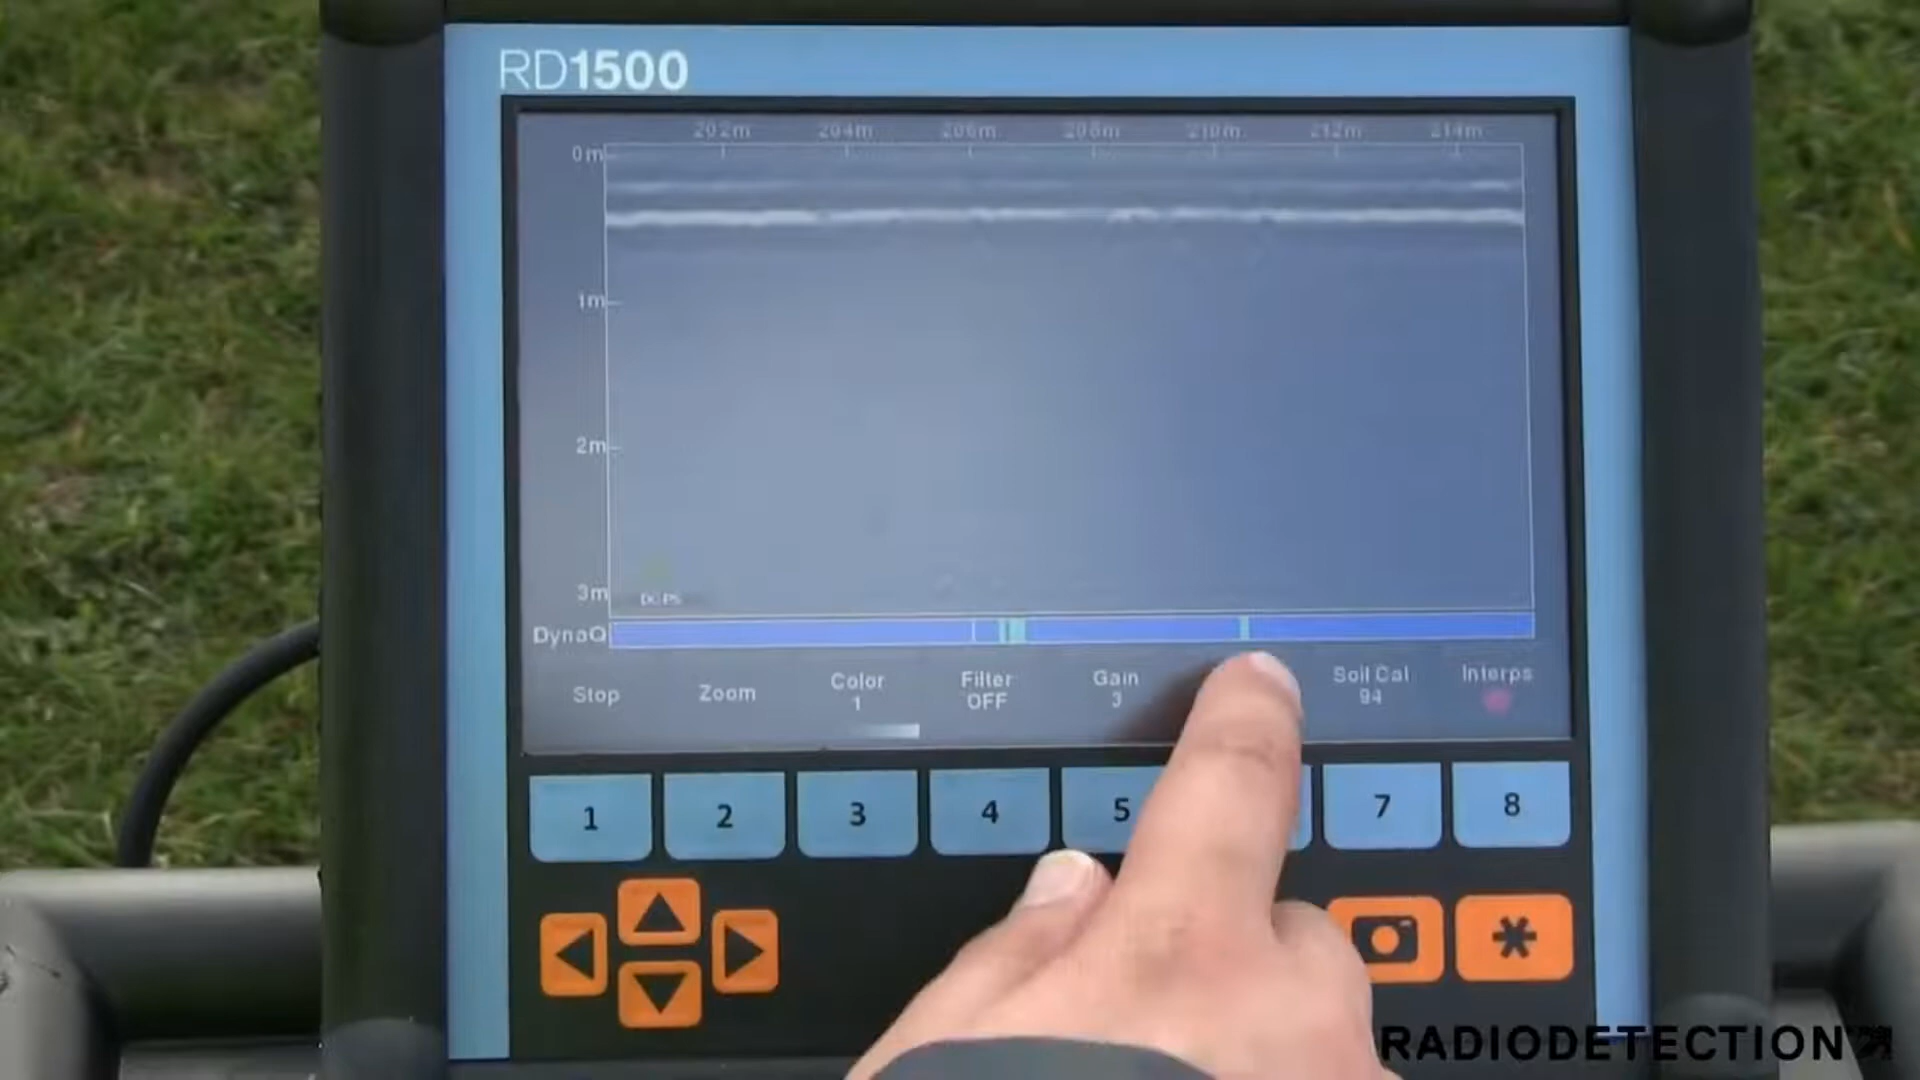 RD1500
202m 204m 206m 208m 210m 212m 214m
0m
1m
2m
3m
DGPS
DynaQ
Stop Zoom Color Filter Gain Soil Cal Interps
1 OFF 3 94
1 2 3 4 5 7 8
*
RADIODETECTION